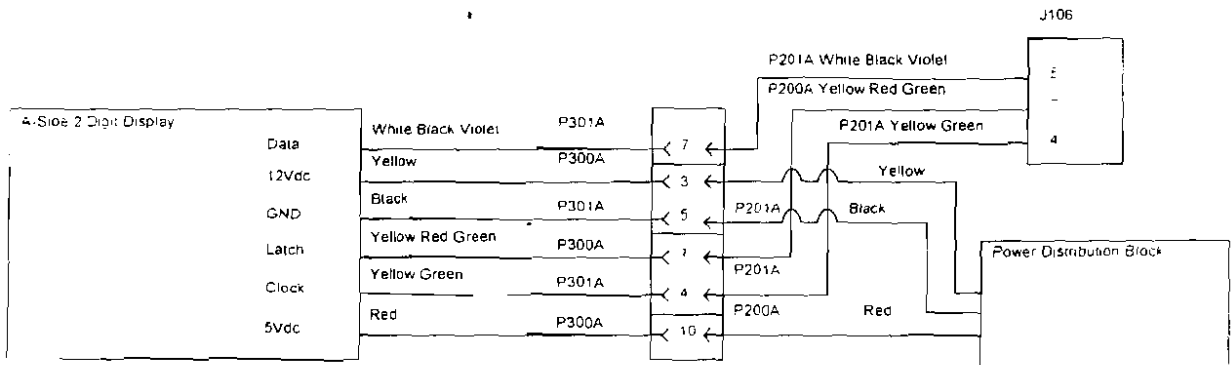 J106
P201A White Black Violet
P200A Yellow Red Green
P201A Yellow Green
4
A-Side 2 Digit Display
Data
White Black Violet
P301A
7
12Vdc
Yellow
P300A
3
Yellow
GND
Black
P301A
5
P201A
Black
Latch
Yellow Red Green
P300A
P201A
Power Distribution Block
Clock
Yellow Green
P301A
4
P200A
Red
5Vdc
Red
P300A
10